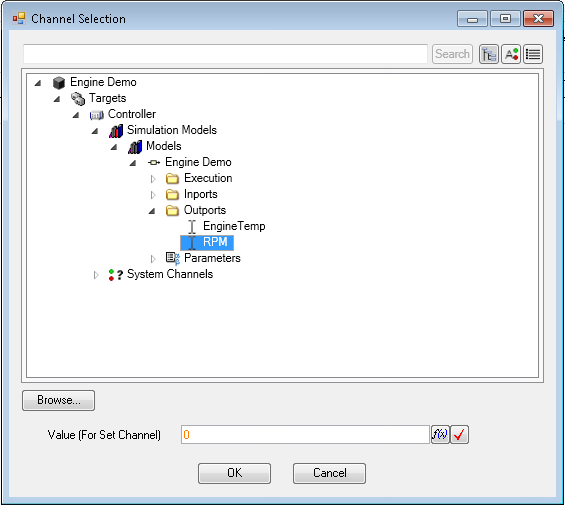 Channel Selection
Search
Engine Demo
Targets
Controller
Simulation Models
Models
Engine Demo
Execution
Inports
Outports
EngineTemp
RPM
Parameters
System Channels
Browse...
Value (For Set Channel) 0 f(x)
OK Cancel